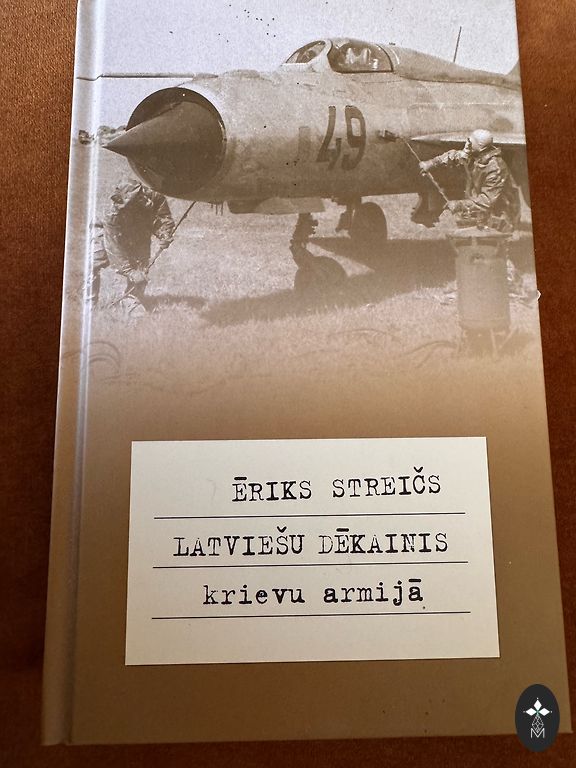 49
ĒRIKS STREIČS
LATVIEŠU DĒKAINIS
krievu armijā
M